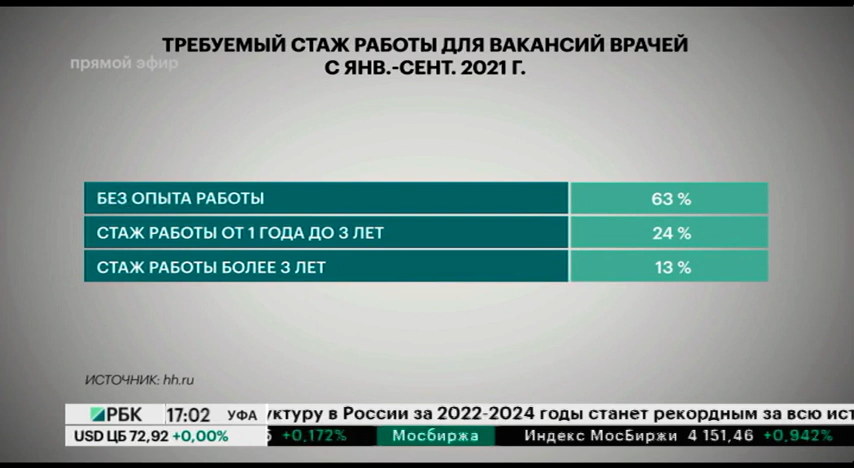 ТРЕБУЕМЫЙ СТАЖ РАБОТЫ ДЛЯ ВАКАНСИЙ ВРАЧЕЙ
С ЯНВ.-СЕНТ. 2021 Г.
прямой эфир
БЕЗ ОПЫТА РАБОТЫ 63 %
СТАЖ РАБОТЫ ОТ 1 ГОДА ДО 3 ЛЕТ 24 %
СТАЖ РАБОТЫ БОЛЕЕ 3 ЛЕТ 13 %
ИСТОЧНИК: hh.ru
РБК 17:02 УФА уктуру в России за 2022-2024 годы станет рекордным за всю ист
USD ЦБ 72,92 +0,00% +0,172% Мосбиржа Индекс МосБиржи 4 151,46 +0,942%